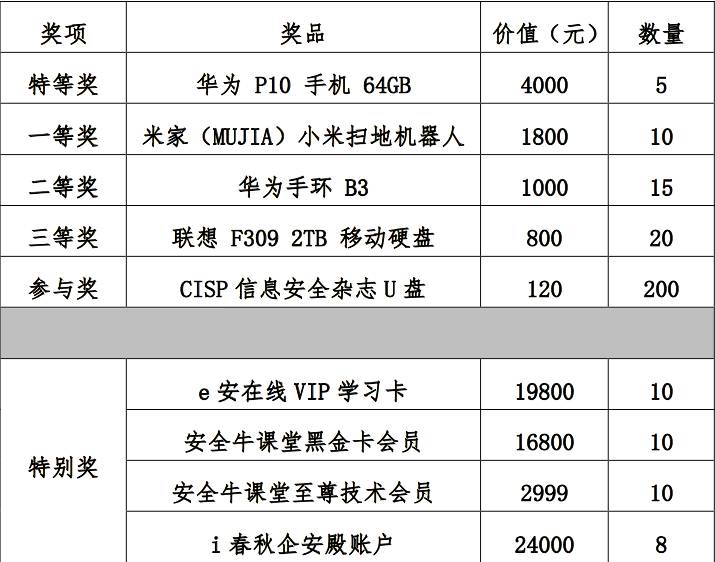 奖项 奖品 价值（元） 数量
特等奖 华为 P10 手机 64GB 4000 5
一等奖 米家（MUJIA）小米扫地机器人 1800 10
二等奖 华为手环 B3 1000 15
三等奖 联想 F309 2TB 移动硬盘 800 20
参与奖 CISP 信息安全杂志 U 盘 120 200
e 安在线 VIP 学习卡 19800 10
安全牛课堂黑金卡会员 16800 10
特别奖
安全牛课堂至尊技术会员 2999 10
i 春秋企安殿账户 24000 8